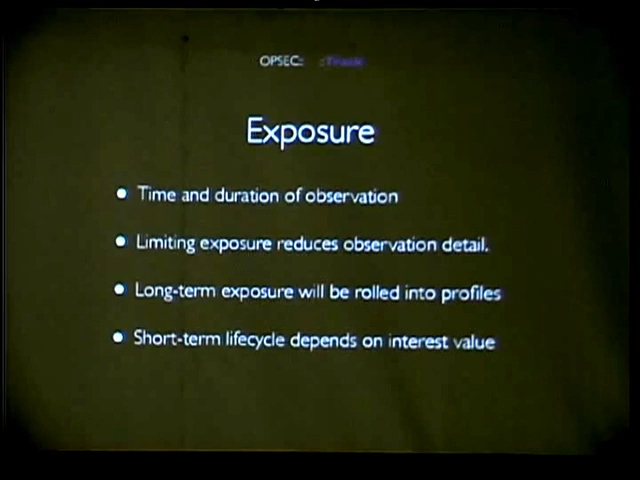 OPSEC::
Exposure
• Time and duration of observation
• Limiting exposure reduces observation detail.
• Long-term exposure will be rolled into profiles
• Short-term lifecycle depends on interest value